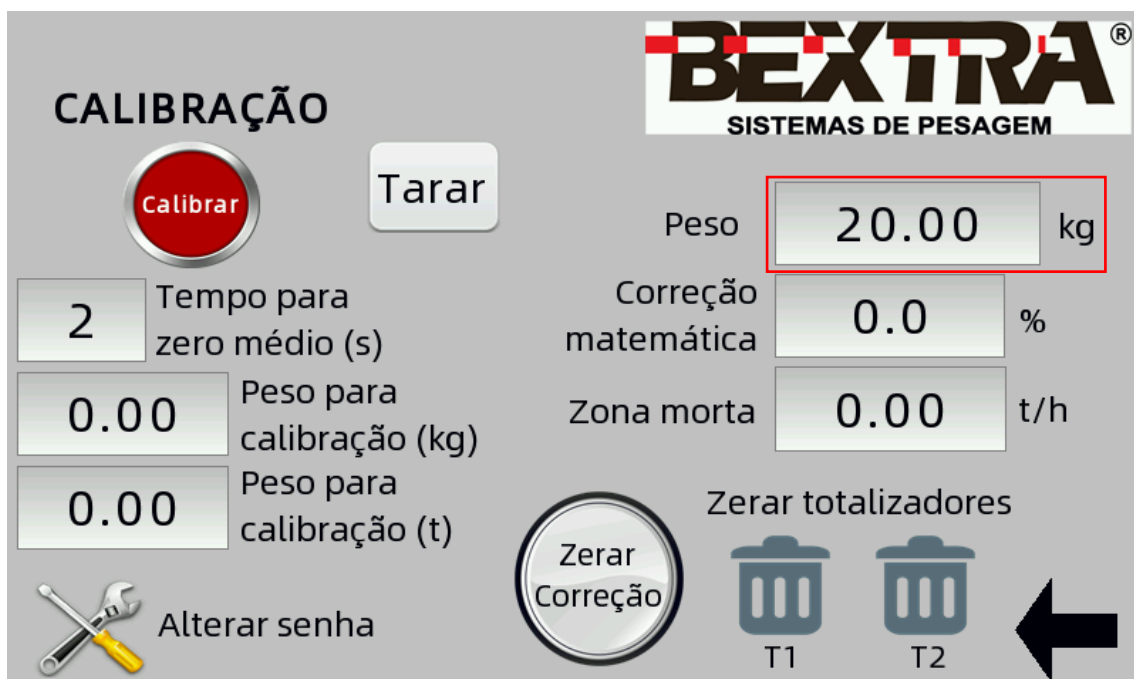 BEXTRA®
SISTEMAS DE PESAGEM
CALIBRAÇÃO
Calibrar
Tarar
Peso
20.00
kg
2
Tempo para
zero médio (s)
Correção
matemática
0.0
%
0.00
Peso para
calibração (kg)
Zona morta
0.00
t/h
0.00
Peso para
calibração (t)
Zerar
Correção
Zerar totalizadores
T1
T2
Alterar senha